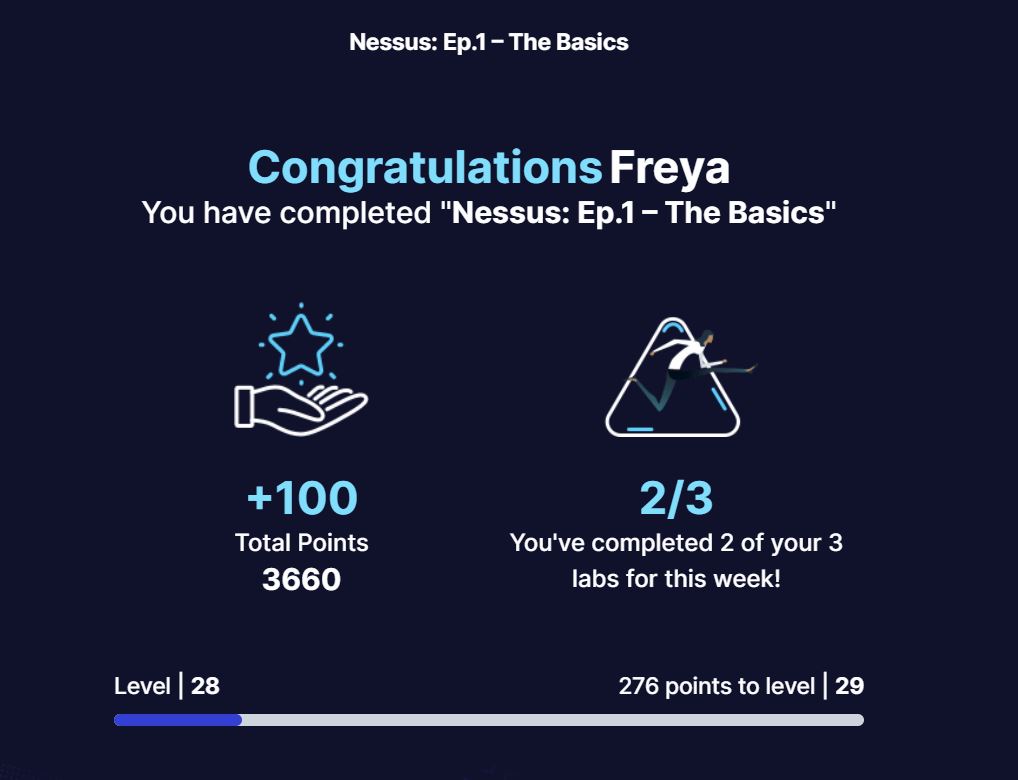 Nessus: Ep.1 – The Basics
Congratulations Freya
You have completed "Nessus: Ep.1 – The Basics"
+100
Total Points
3660
2/3
You've completed 2 of your 3
labs for this week!
Level | 28
276 points to level | 29